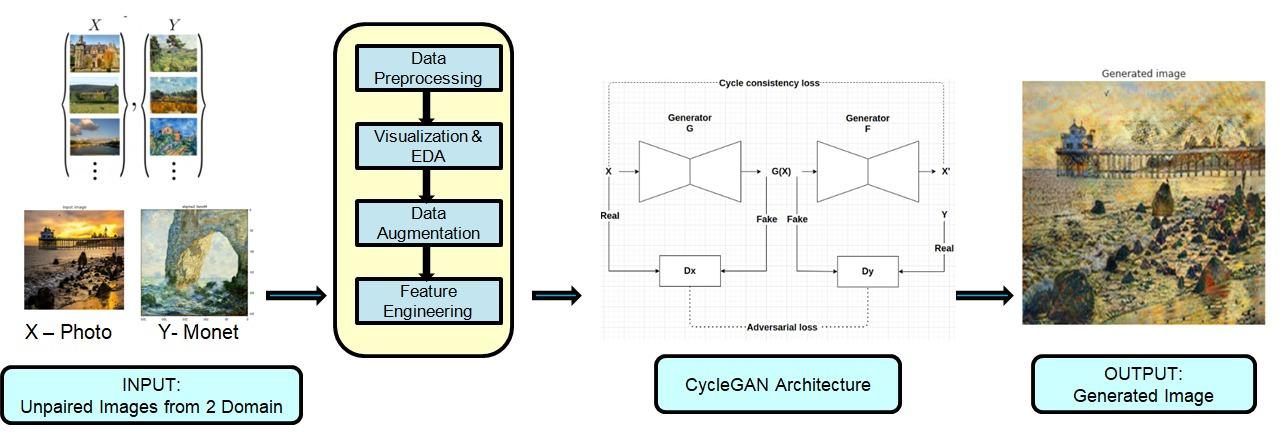 X
Y
,
⋮
⋮
Input image
X – Photo
Y- Monet
INPUT:
Unpaired Images from 2 Domain
Data
Preprocessing
Visualization &
EDA
Data
Augmentation
Feature
Engineering
Cycle consistency loss
Generator
G
Generator
F
X
G(X)
X'
Real
Fake
Fake
Y
Real
Dx
Dy
Adversarial loss
CycleGAN Architecture
Generated image
OUTPUT:
Generated Image